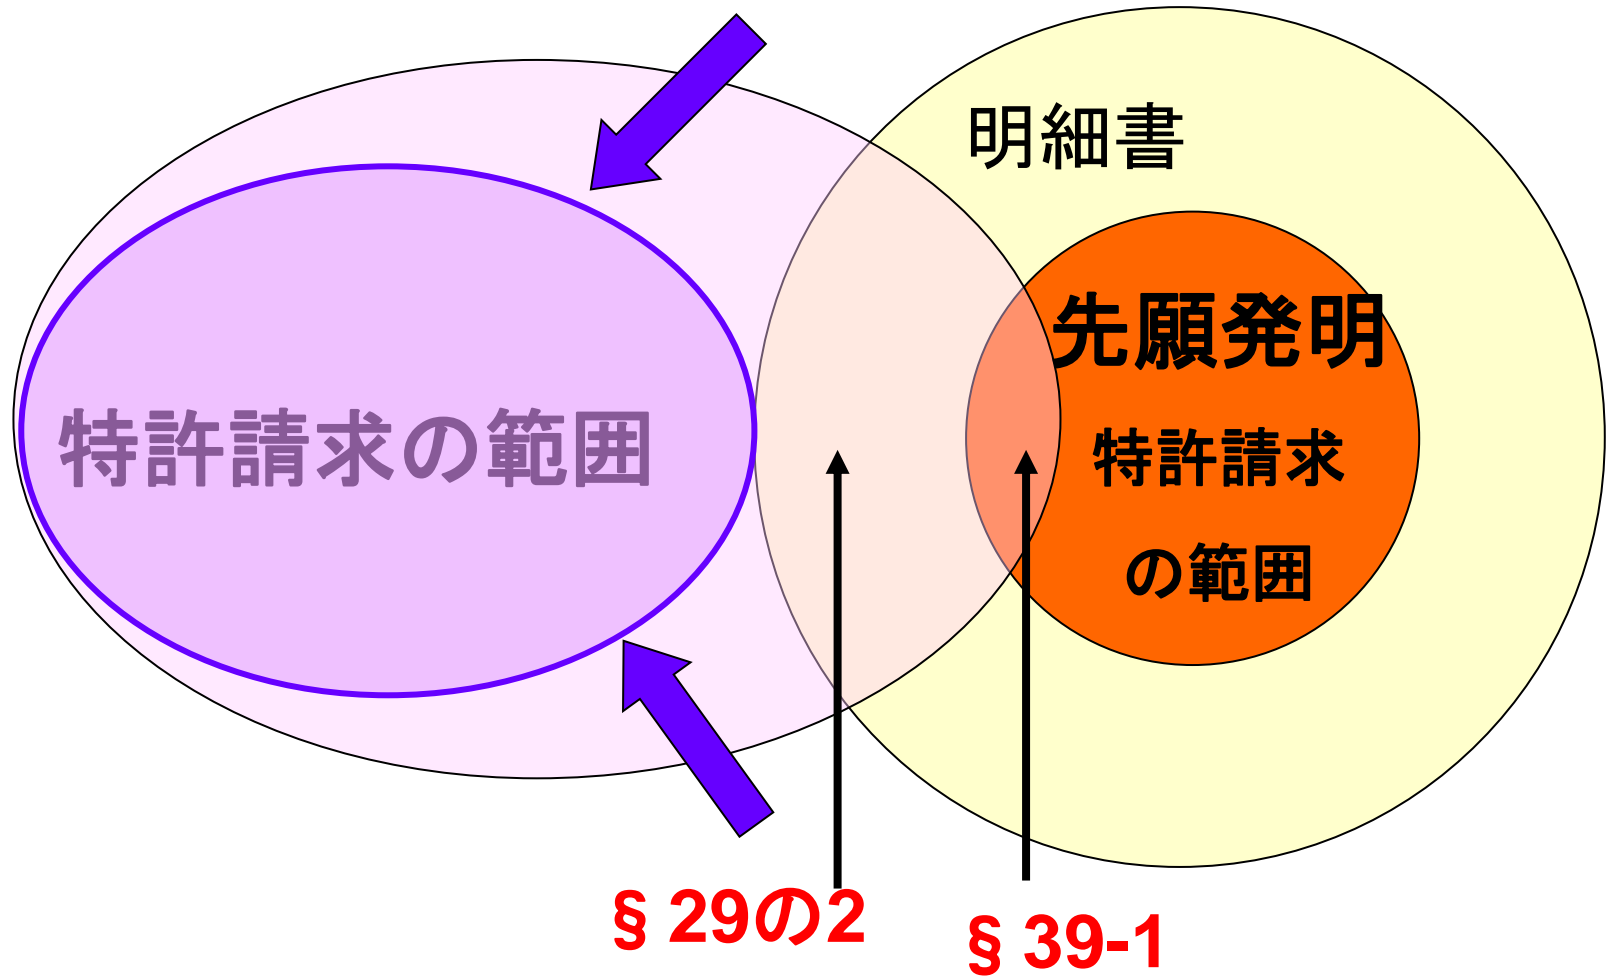 明細書
先願発明
特許請求の範囲
特許請求
の範囲
§ 29の2
§ 39-1